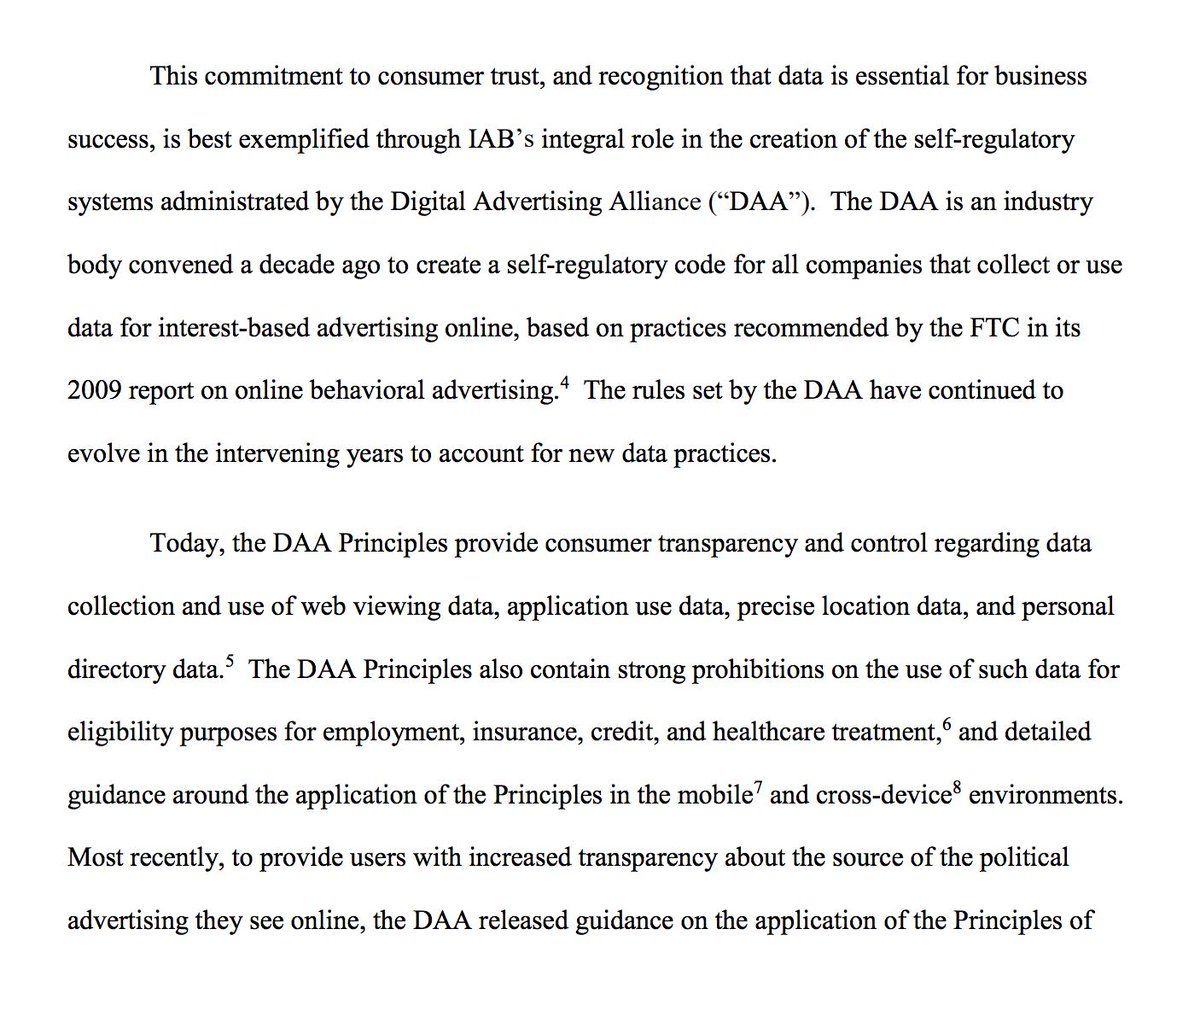 This commitment to consumer trust, and recognition that data is essential for business
success, is best exemplified through IAB’s integral role in the creation of the self-regulatory
systems administrated by the Digital Advertising Alliance (“DAA”).  The DAA is an industry
body convened a decade ago to create a self-regulatory code for all companies that collect or use
data for interest-based advertising online, based on practices recommended by the FTC in its
2009 report on online behavioral advertising.4  The rules set by the DAA have continued to
evolve in the intervening years to account for new data practices.
Today, the DAA Principles provide consumer transparency and control regarding data
collection and use of web viewing data, application use data, precise location data, and personal
directory data.5  The DAA Principles also contain strong prohibitions on the use of such data for
eligibility purposes for employment, insurance, credit, and healthcare treatment,6 and detailed
guidance around the application of the Principles in the mobile7 and cross-device8 environments.
Most recently, to provide users with increased transparency about the source of the political
advertising they see online, the DAA released guidance on the application of the Principles of